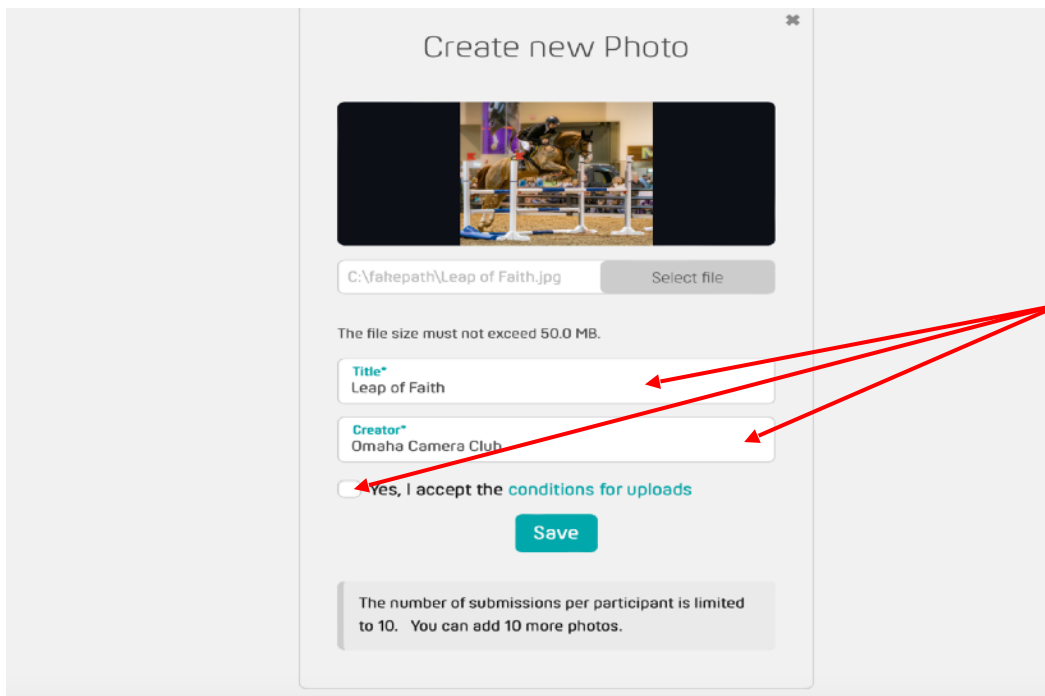 Create new Photo
C:\fakepath\Leap of Faith.jpg
Select file
The file size must not exceed 50.0 MB.
Title*
Leap of Faith
Creator*
Omaha Camera Club
Yes, I accept the conditions for uploads
Save
The number of submissions per participant is limited
to 10. You can add 10 more photos.